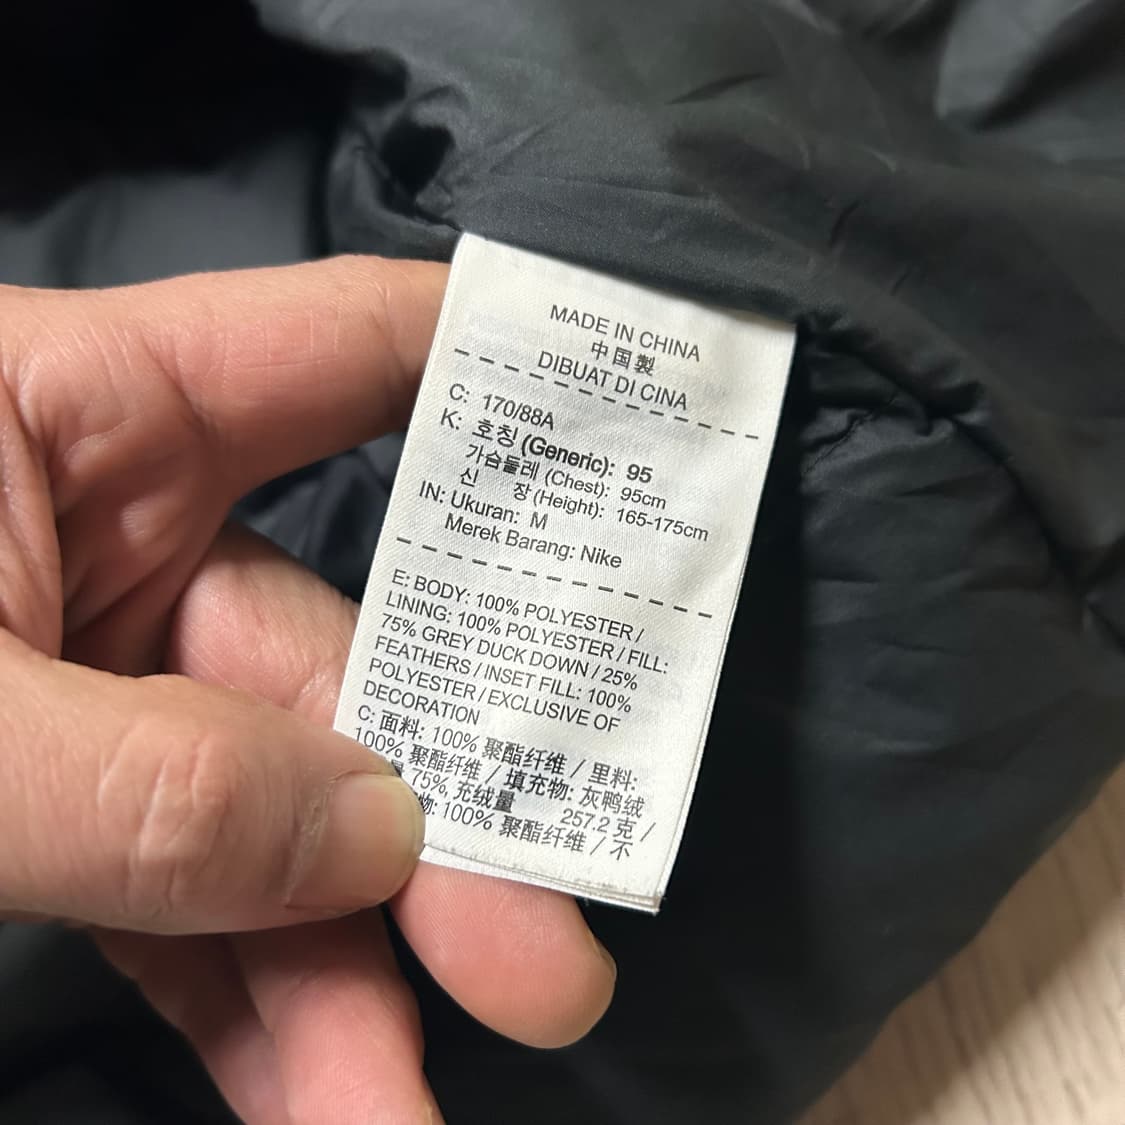 MADE IN CHINA
中国製
DIBUAT DI CINA
C: 170/88A
K: 호칭 (Generic): 95
가슴둘레 (Chest): 95cm
신 장 (Height): 165-175cm
IN: Ukuran: M
Merek Barang: Nike
E: BODY: 100% POLYESTER /
LINING: 100% POLYESTER / FILL:
75% GREY DUCK DOWN / 25%
FEATHERS / INSET FILL: 100%
POLYESTER / EXCLUSIVE OF
DECORATION
C: 面料: 100% 聚酯纤维 / 里料:
100% 聚酯纤维 / 填充物: 灰鸭绒
75%, 充绒量 257.2 克 /
物: 100% 聚酯纤维 / 不